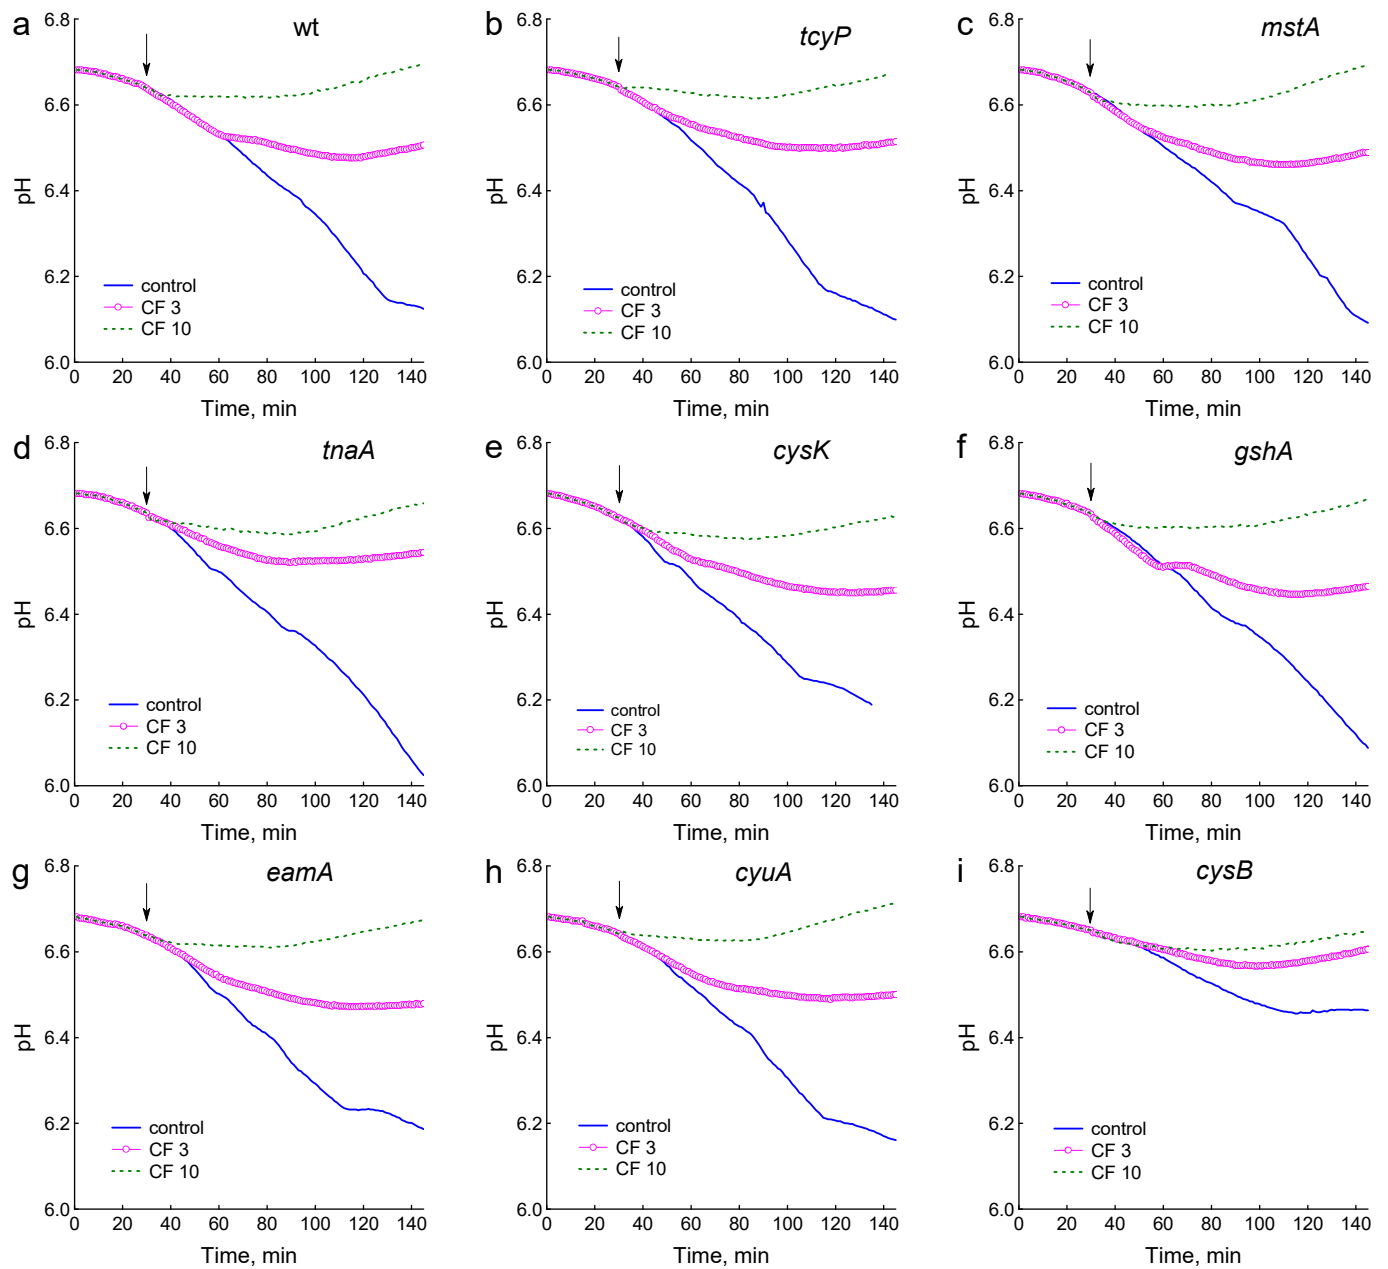 a wt
6.8
6.6
6.4
6.2
6.0
pH
control
CF 3
CF 10
0 20 40 60 80 100 120 140
Time, min
b tcyP
6.8
6.6
6.4
6.2
6.0
pH
control
CF 3
CF 10
0 20 40 60 80 100 120 140
Time, min
c mstA
6.8
6.6
6.4
6.2
6.0
pH
control
CF 3
CF 10
0 20 40 60 80 100 120 140
Time, min
d tnaA
6.8
6.6
6.4
6.2
6.0
pH
control
CF 3
CF 10
0 20 40 60 80 100 120 140
Time, min
e cysK
6.8
6.6
6.4
6.2
6.0
pH
control
CF 3
CF 10
0 20 40 60 80 100 120 140
Time, min
f gshA
6.8
6.6
6.4
6.2
6.0
pH
control
CF 3
CF 10
0 20 40 60 80 100 120 140
Time, min
g eamA
6.8
6.6
6.4
6.2
6.0
pH
control
CF 3
CF 10
0 20 40 60 80 100 120 140
Time, min
h cyuA
6.8
6.6
6.4
6.2
6.0
pH
control
CF 3
CF 10
0 20 40 60 80 100 120 140
Time, min
i cysB
6.8
6.6
6.4
6.2
6.0
pH
control
CF 3
CF 10
0 20 40 60 80 100 120 140
Time, min